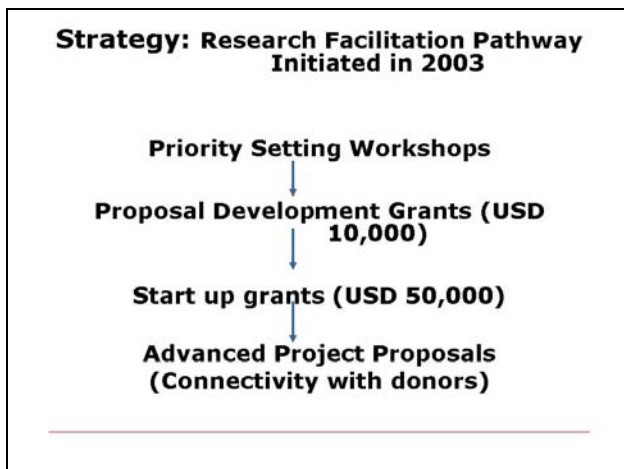 Strategy: Research Facilitation Pathway
Initiated in 2003
Priority Setting Workshops
Proposal Development Grants (USD
10,000)
Start up grants (USD 50,000)
Advanced Project Proposals
(Connectivity with donors)